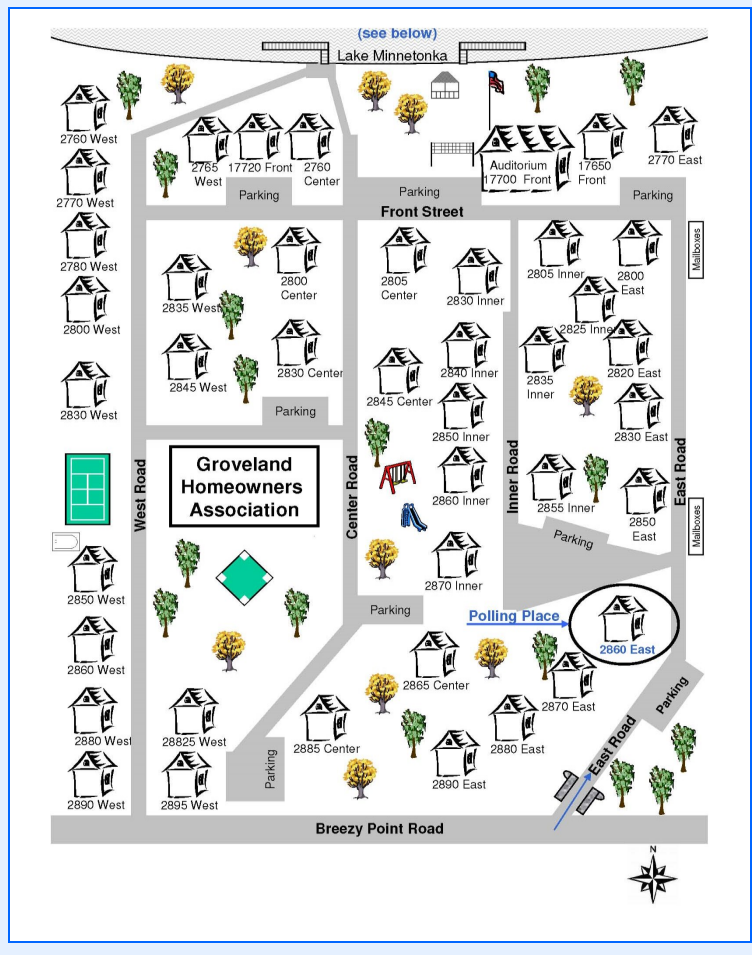 (see below)
Lake Minnetonka
2760 West
2765
West
17720 Front
2760
Center
Auditorium
17700 Front
17650
Front
2770 East
2770 West
Parking
Parking
Parking
Front Street
Mailboxes
2780 West
2800 West
2835 West
2800
Center
2805
Center
2830 Inner
2805 Inner
2800
East
2825 Inner
2830 West
2845 West
2830 Center
2840 Inner
2845 Center
2835
Inner
2820 East
Parking
2850 Inner
2830 East
Groveland
Homeowners
Association
West Road
Center Road
Inner Road
East Road
2860 Inner
2855 Inner
2850
East
Mailboxes
Parking
2850 West
2870 Inner
Parking
Polling Place
2860 East
2860 West
2865 Center
2870 East
Parking
2880 West
28825 West
2885 Center
2880 East
East Road
2890 West
2895 West
Parking
2890 East
Breezy Point Road
N